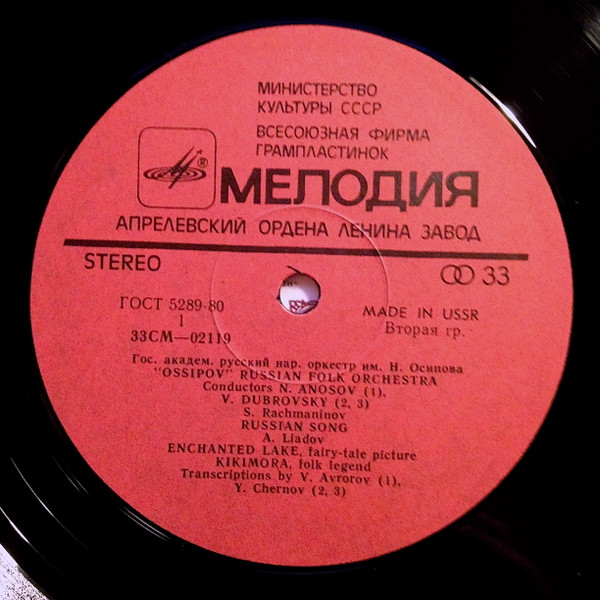 МИНИСТЕРСТВО
КУЛЬТУРЫ СССР
ВСЕСОЮЗНАЯ ФИРМА
ГРАМПЛАСТИНОК
® МЕЛОДИЯ
АПРЕЛЕВСКИЙ ОРДЕНА ЛЕНИНА ЗАВОД
STEREO
33
ГОСТ 5289-80
MADE IN USSR
1
Вторая гр.
33СМ—02119
Гос. академ. русский нар. оркестр им. Н. Осипова
"OSSIPOV" RUSSIAN FOLK ORCHESTRA
Conductors N. ANOSOV (1),
V. DUBROVSKY (2, 3)
S. Rachmaninov
RUSSIAN SONG
A. Liadov
ENCHANTED LAKE, fairy-tale picture
KIKIMORA, folk legend
Transcriptions by V. Avrorov (1),
Y. Chernov (2, 3)